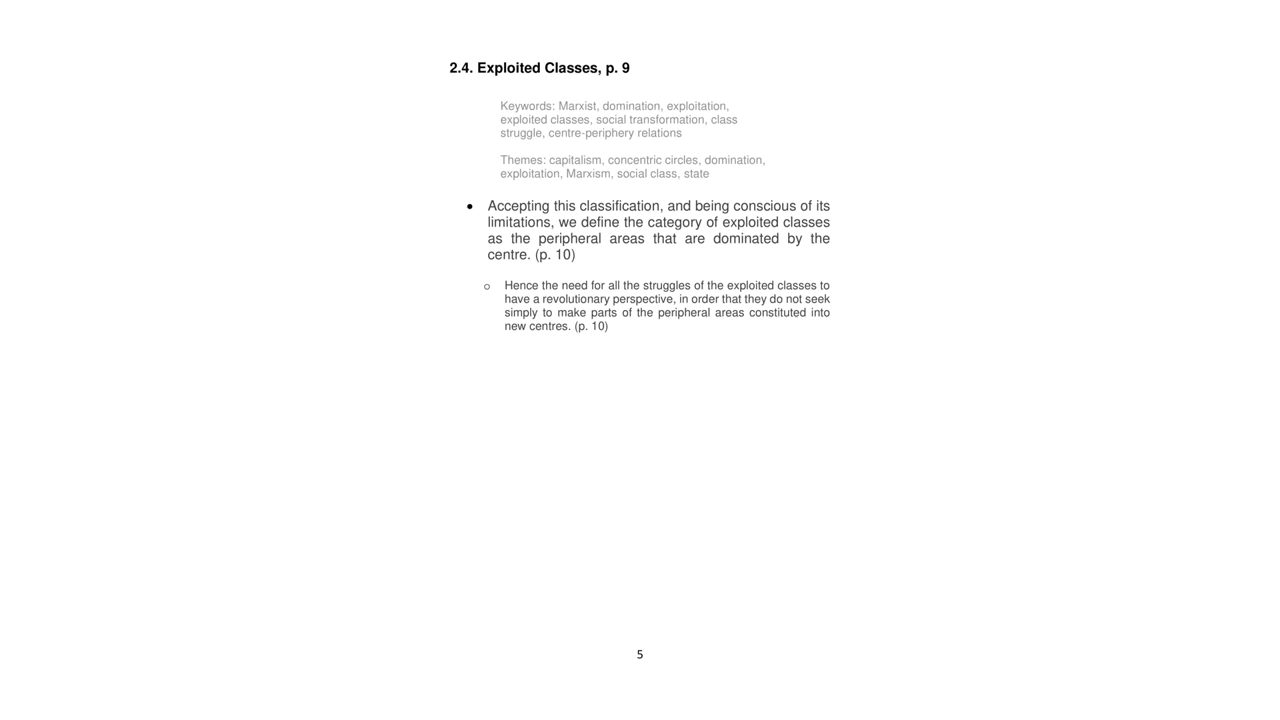 2.4. Exploited Classes, p. 9
Keywords: Marxist, domination, exploitation,
exploited classes, social transformation, class
struggle, centre-periphery relations
Themes: capitalism, concentric circles, domination,
exploitation, Marxism, social class, state
• Accepting this classification, and being conscious of its
limitations, we define the category of exploited classes
as the peripheral areas that are dominated by the
centre. (p. 10)
o Hence the need for all the struggles of the exploited classes to
have a revolutionary perspective, in order that they do not seek
simply to make parts of the peripheral areas constituted into
new centres. (p. 10)
5